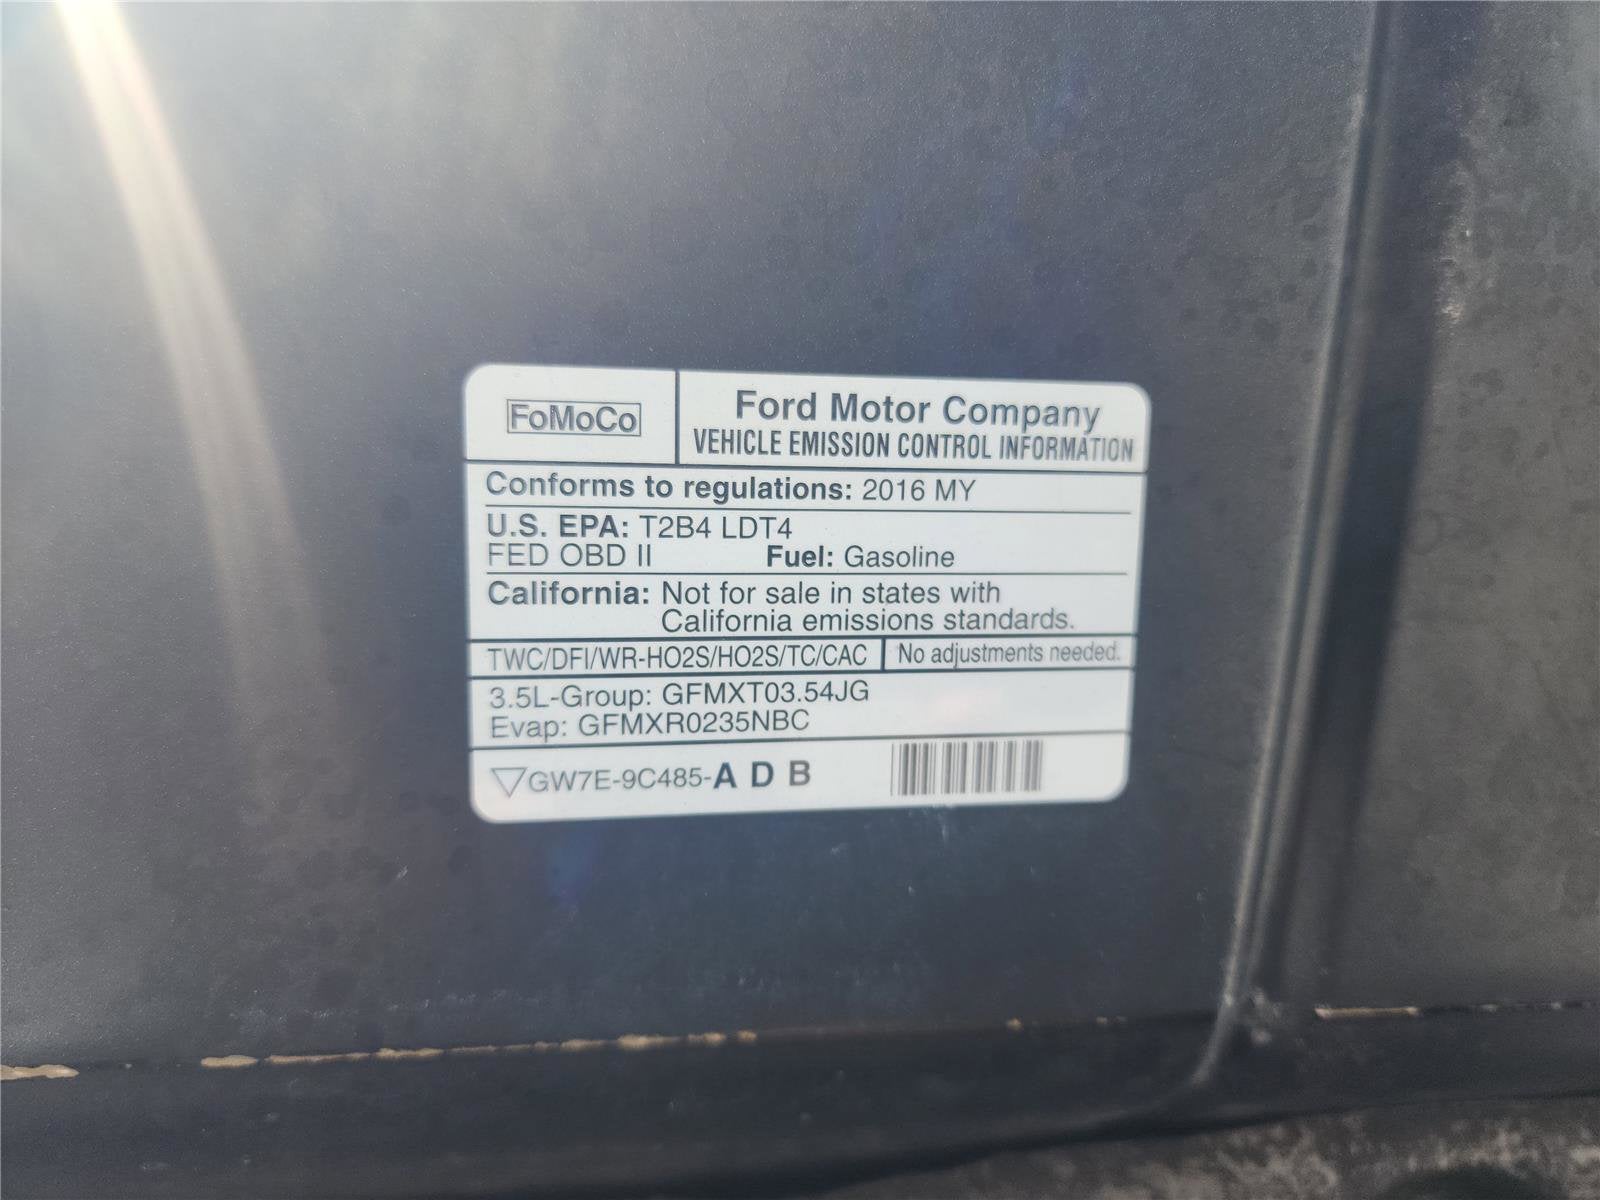 FoMoCo
Ford Motor Company
VEHICLE EMISSION CONTROL INFORMATION
Conforms to regulations: 2016 MY
U.S. EPA: T2B4 LDT4
FED OBD II Fuel: Gasoline
California: Not for sale in states with
California emissions standards.
TWC/DFI/WR-HO2S/HO2S/TC/CAC No adjustments needed.
3.5L-Group: GFMXT03.54JG
Evap: GFMXR0235NBC
GW7E-9C485-A D B